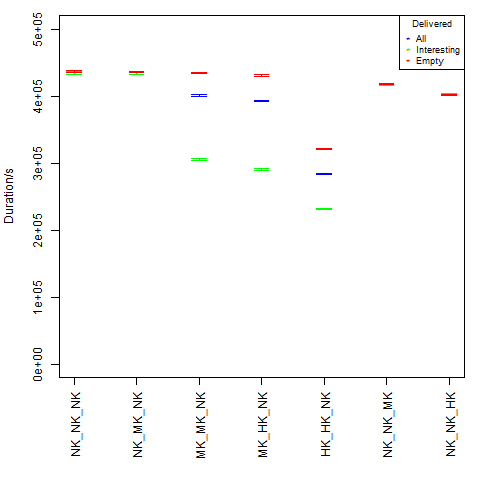 Delivered
All
Interesting
Empty
Duration/s
5e+05
4e+05
3e+05
2e+05
1e+05
0e+00
NK_NK_NK
NK_MK_NK
MK_MK_NK
MK_HK_NK
HK_HK_NK
NK_NK_MK
NK_NK_HK